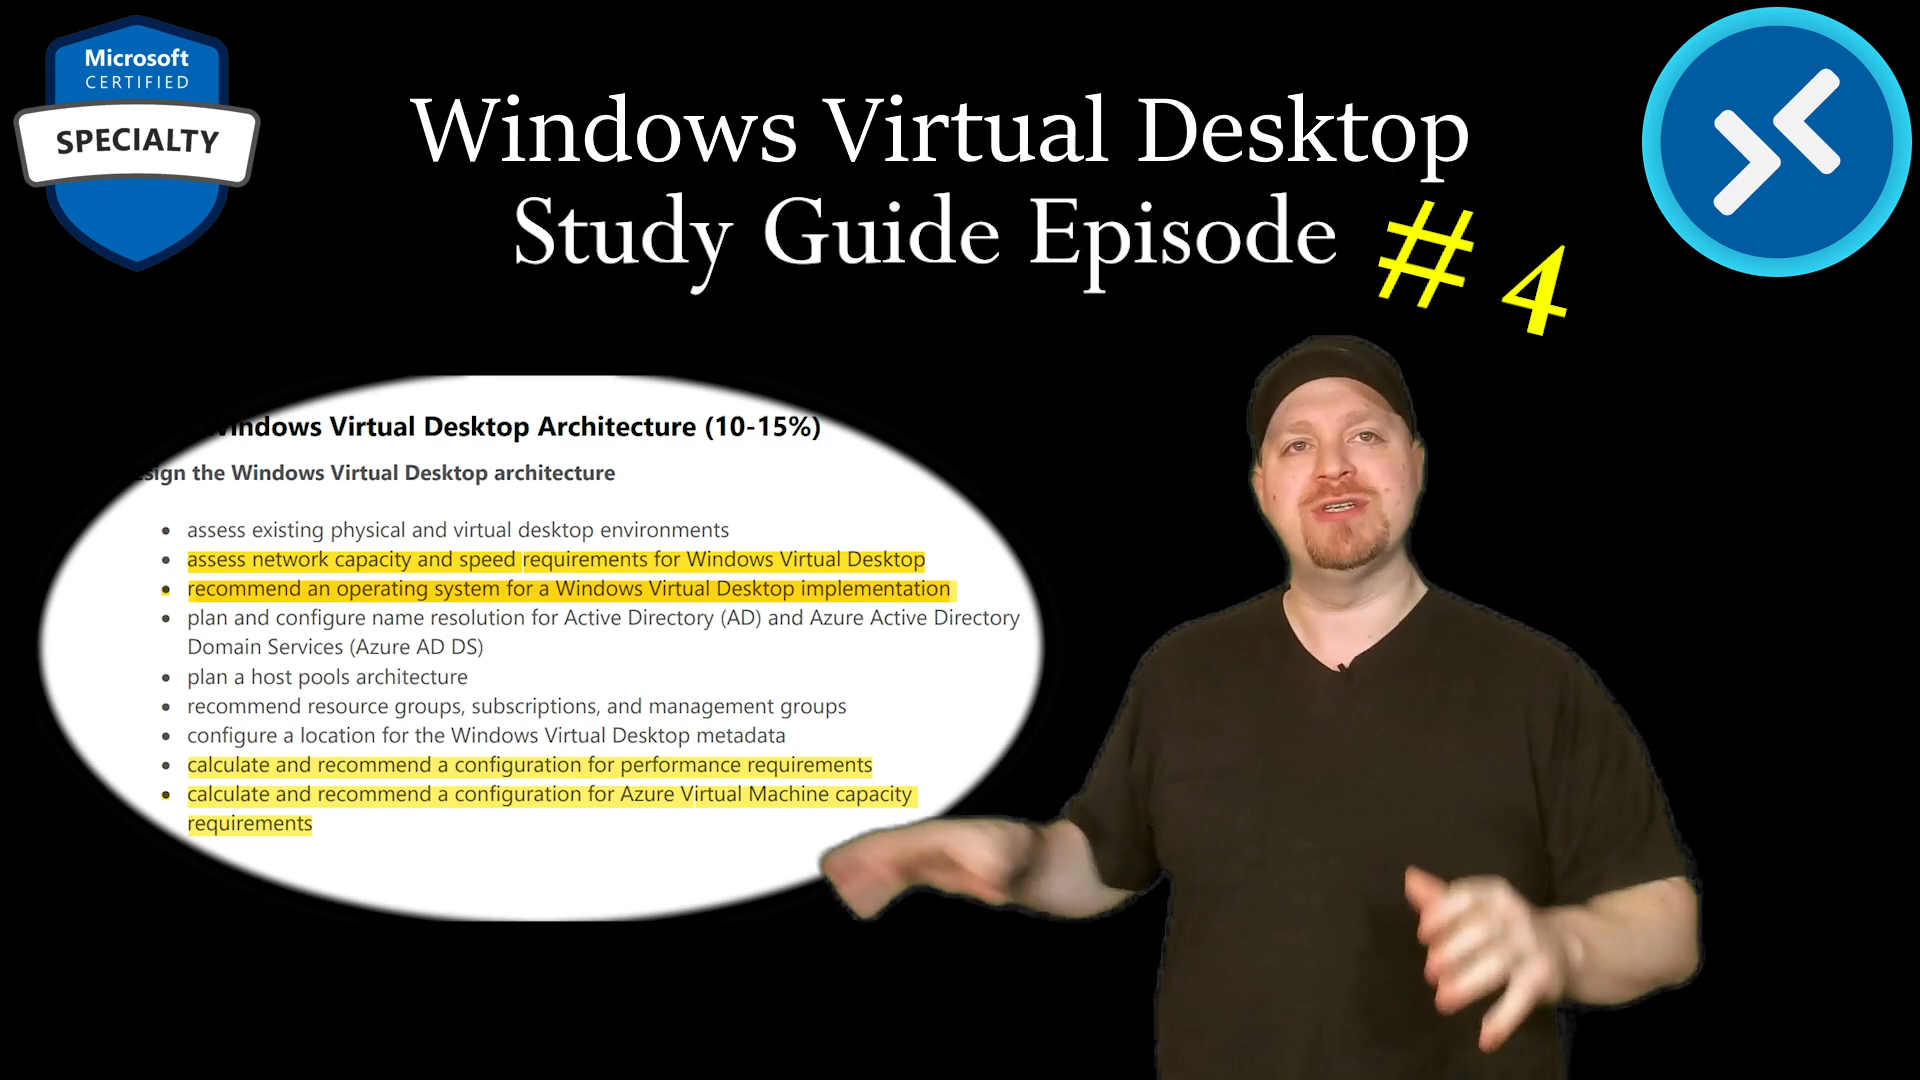 Microsoft
CERTIFIED
SPECIALTY
Windows Virtual Desktop
Study Guide Episode # 4
Windows Virtual Desktop Architecture (10-15%)
sign the Windows Virtual Desktop architecture
• assess existing physical and virtual desktop environments
• assess network capacity and speed requirements for Windows Virtual Desktop
• recommend an operating system for a Windows Virtual Desktop implementation
• plan and configure name resolution for Active Directory (AD) and Azure Active Directory
Domain Services (Azure AD DS)
• plan a host pools architecture
• recommend resource groups, subscriptions, and management groups
• configure a location for the Windows Virtual Desktop metadata
• calculate and recommend a configuration for performance requirements
• calculate and recommend a configuration for Azure Virtual Machine capacity
requirements